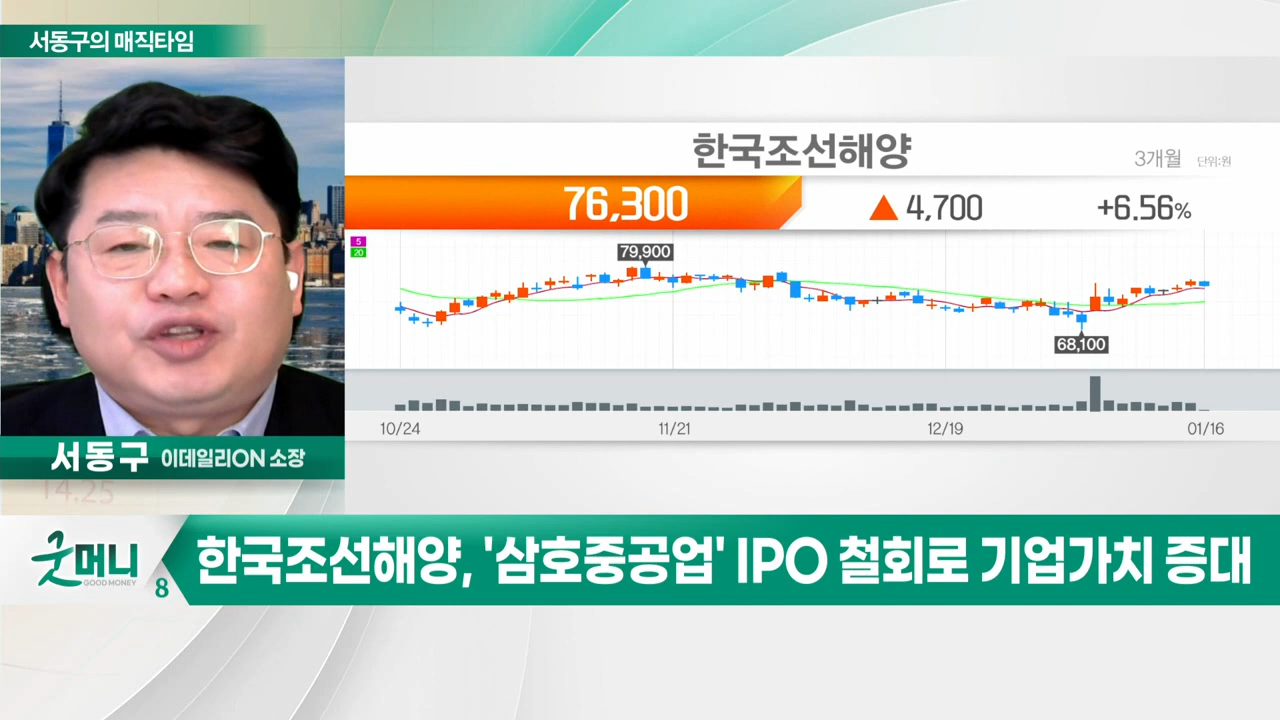 서동구의 매직타임
한국조선해양
3개월 단위:원
76,300 ▲ 4,700 +6.56%
5
20
79,900
68,100
10/24 11/21 12/19 01/16
서동구 이데일리ON 소장
14.25
굿머니
GOOD MONEY
8
한국조선해양, '삼호중공업' IPO 철회로 기업가치 증대